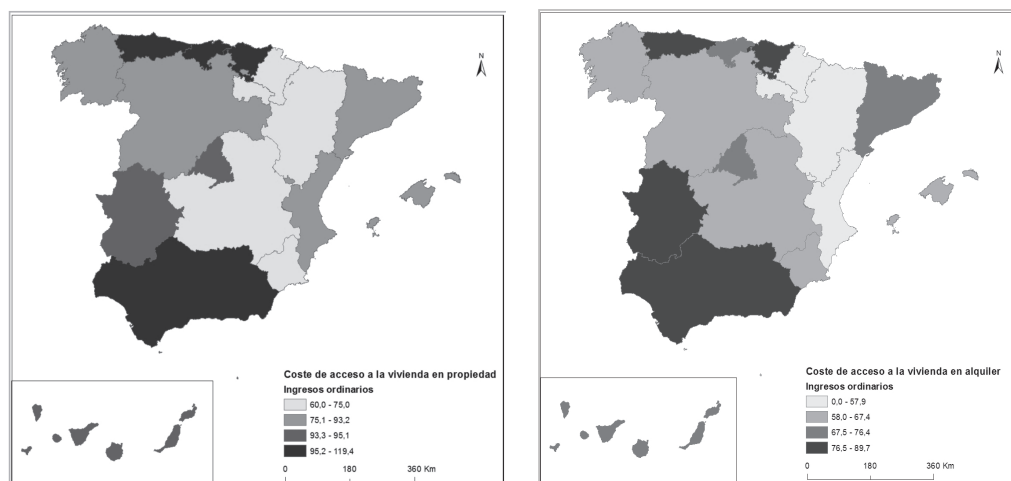 N
Coste de acceso a la vivienda en propiedad
Ingresos ordinarios
60,0 - 75,0
75,1 - 93,2
93,3 - 95,1
95,2 - 119,4
0 180 360 Km
N
Coste de acceso a la vivienda en alquiler
Ingresos ordinarios
0,0 - 57,9
58,0 - 67,4
67,5 - 76,4
76,5 - 89,7
0 180 360 Km